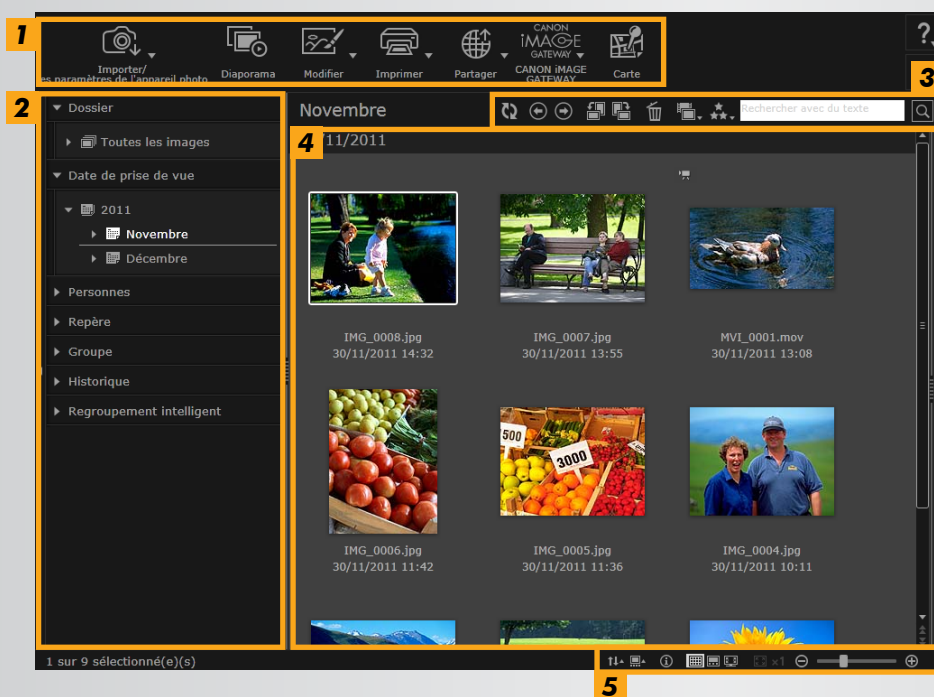 1
CANON
iMAGE
GATEWAY
Importer/
es paramètres de l'appareil photo
Diaporama
Modifier
Imprimer
Partager
CANON iMAGE
GATEWAY
Carte
?
2
Dossier
Toutes les images
Date de prise de vue
2011
Novembre
Décembre
Personnes
Repère
Groupe
Historique
Regroupement intelligent
3
Novembre
Rechercher avec du texte
4
/11/2011
IMG_0008.jpg
30/11/2011 14:32
IMG_0007.jpg
30/11/2011 13:55
MVI_0001.mov
30/11/2011 13:08
500
3000
IMG_0006.jpg
30/11/2011 11:42
IMG_0005.jpg
30/11/2011 11:36
IMG_0004.jpg
30/11/2011 10:11
1 sur 9 sélectionné(e)(s)
x1
5